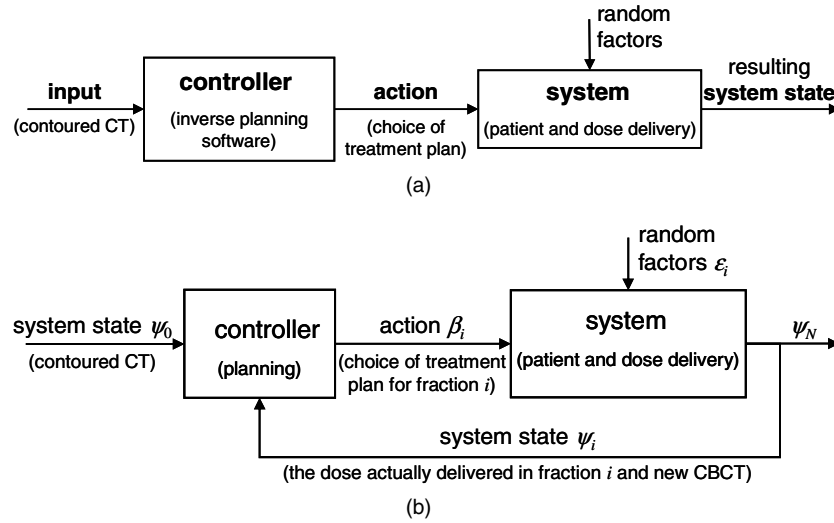 random
factors
controller
(inverse planning
software)
input
(contoured CT)
action
(choice of
treatment plan)
system
(patient and dose delivery)
resulting
system state
(a)
random
factors εi
system state ψ0
(contoured CT)
controller
(planning)
action βi
(choice of treatment
plan for fraction i)
system
(patient and dose delivery)
ψN
system state ψi
(the dose actually delivered in fraction i and new CBCT)
(b)